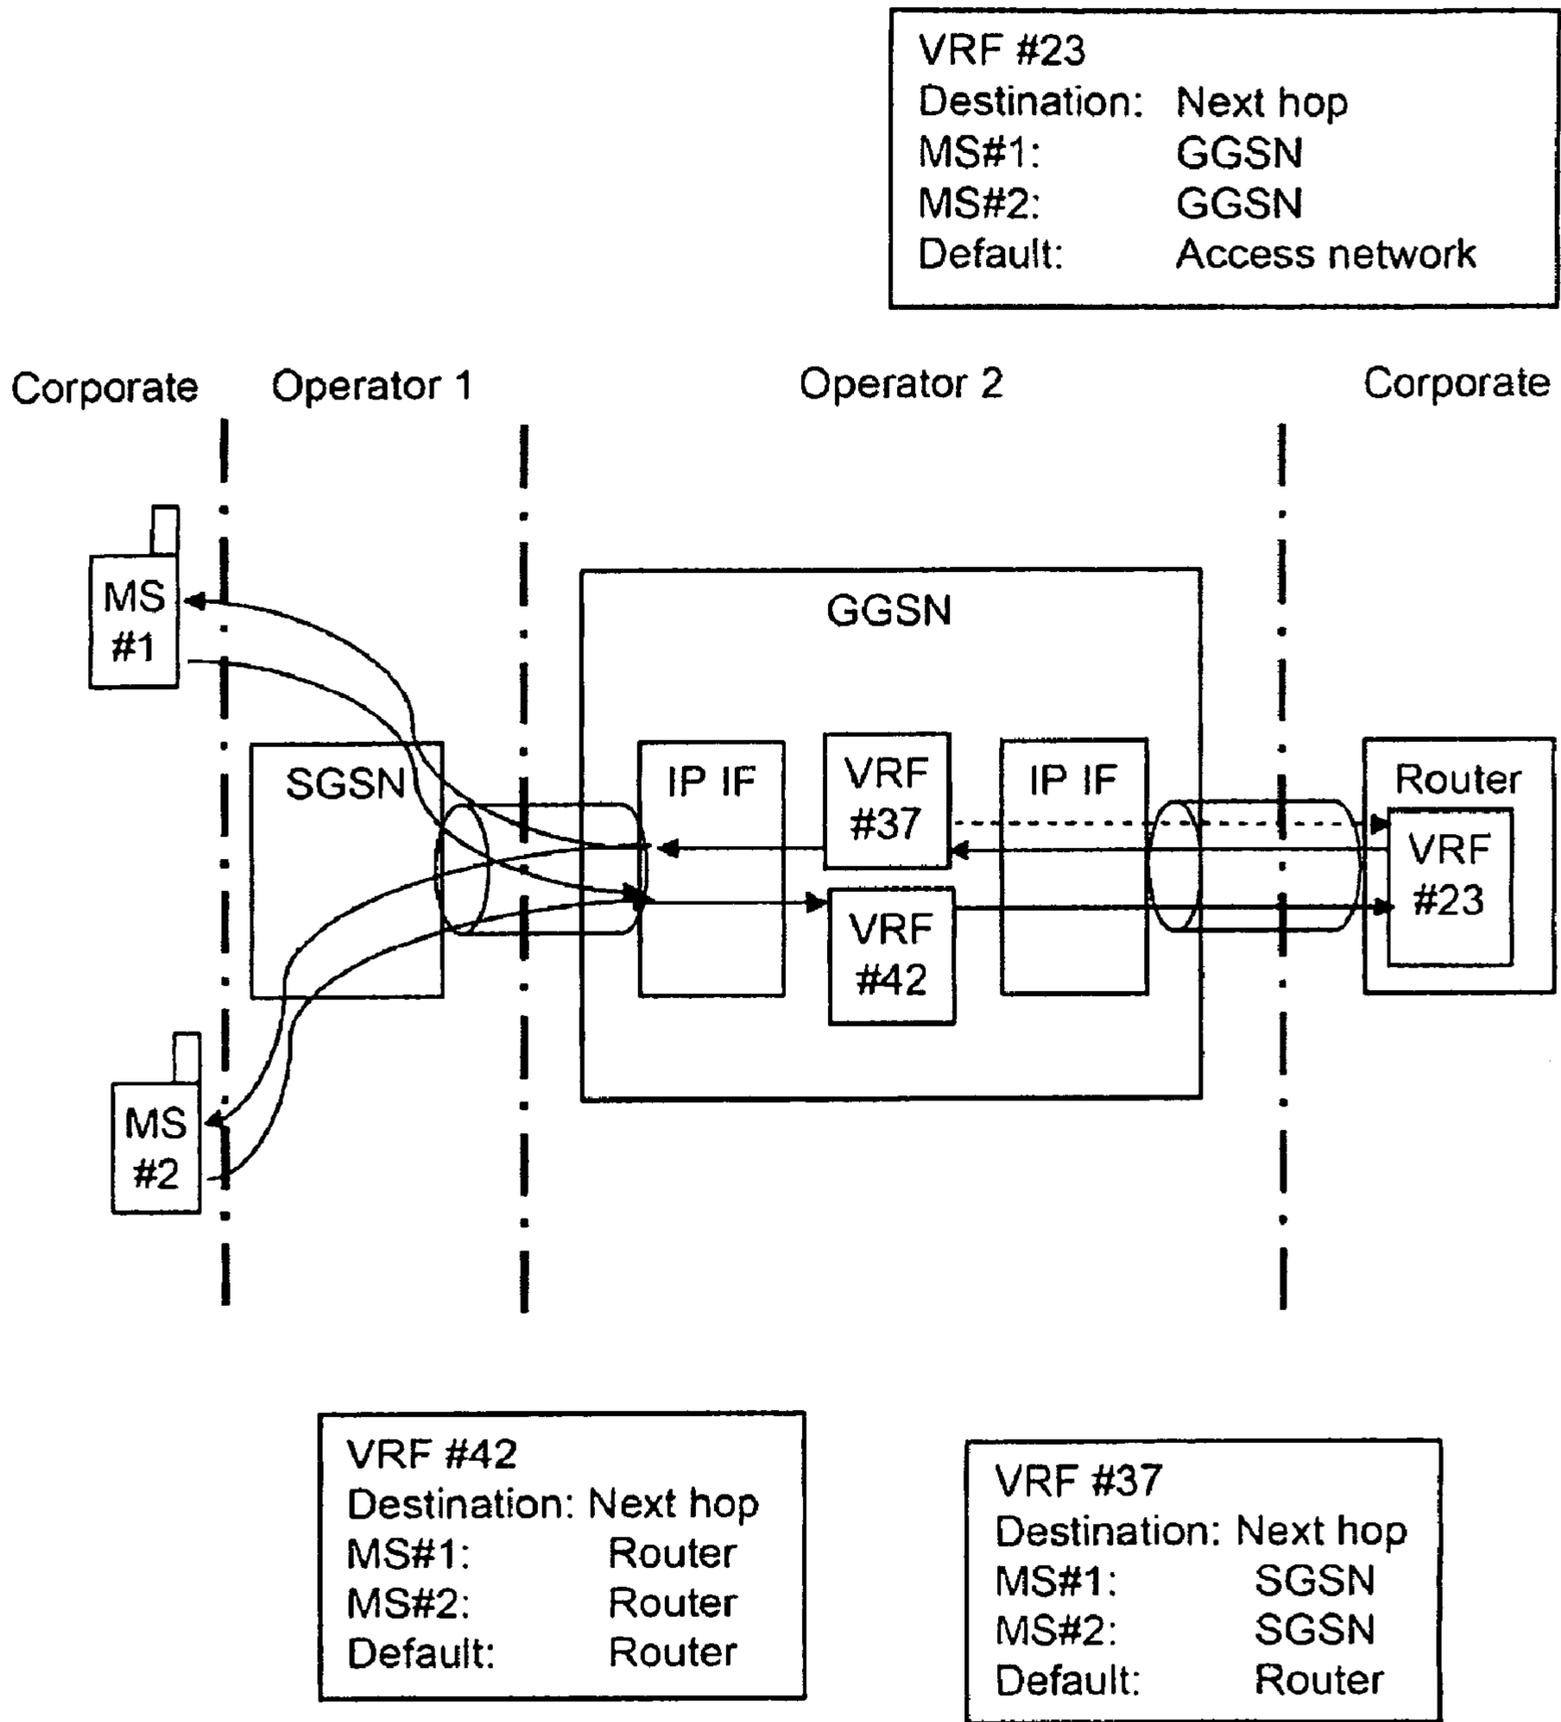 VRF #23
Destination: Next hop
MS#1: GGSN
MS#2: GGSN
Default: Access network
Corporate Operator 1 Operator 2 Corporate
MS
#1
GGSN
SGSN
IP IF
VRF
#37
IP IF
Router
VRF
#23
VRF
#42
MS
#2
VRF #42
Destination: Next hop
MS#1: Router
MS#2: Router
Default: Router
VRF #37
Destination: Next hop
MS#1: SGSN
MS#2: SGSN
Default: Router